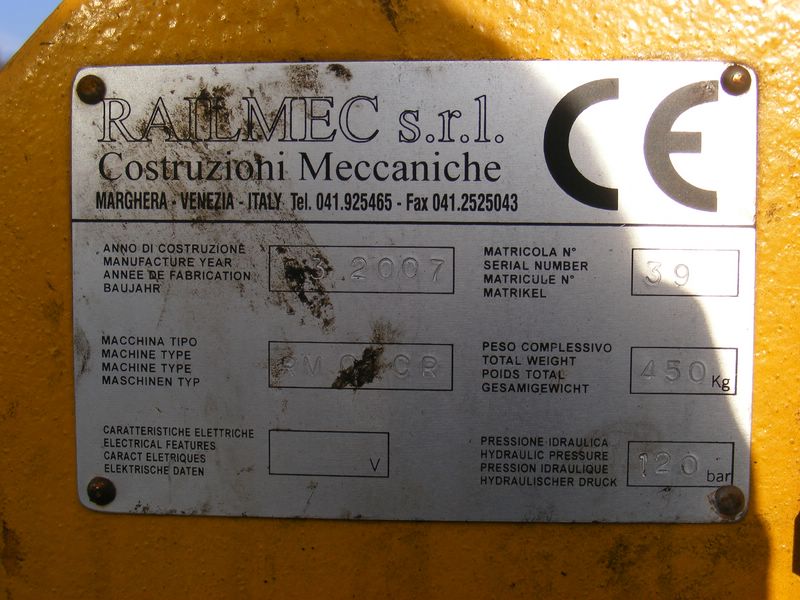 RAILMEC s.r.l.
Costruzioni Meccaniche
MARGHERA - VENEZIA - ITALY Tel. 041.925465 - Fax 041.2525043
CE
ANNO DI COSTRUZIONE
MANUFACTURE YEAR
ANNEE DE FABRICATION
BAUJAHR
2007
MATRICOLA N°
SERIAL NUMBER
MATRICULE N°
MATRIKEL
39
MACCHINA TIPO
MACHINE TYPE
MACHINE TYPE
MASCHINEN TYP
CR
PESO COMPLESSIVO
TOTAL WEIGHT
POIDS TOTAL
GESAMIGEWICHT
450 Kg
CARATTERISTICHE ELETTRICHE
ELECTRICAL FEATURES
CARACT ELETRIQUES
ELEKTRISCHE DATEN
V
PRESSIONE IDRAULICA
HYDRAULIC PRESSURE
PRESSION IDRAULIQUE
HYDRAULISCHER DRUCK
120 bar